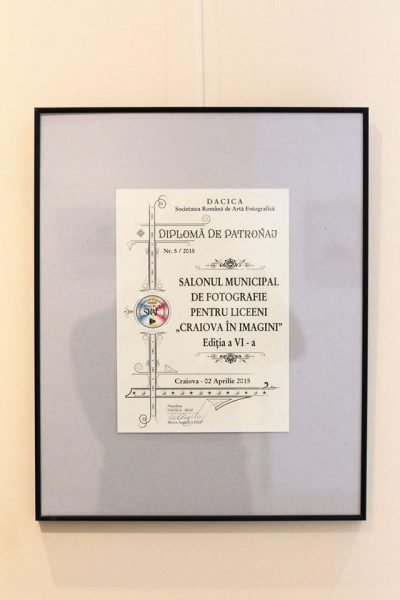 DACICA
Societatea Română de Artă Fotografică
DIPLOMĂ DE PATRONAJ
Nr. 5 / 2015
SALONUL MUNICIPAL
DE FOTOGRAFIE
PENTRU LICEENI
„CRAIOVA ÎN IMAGINI”
Ediția a VI - a
Craiova - 02 Aprilie 2015